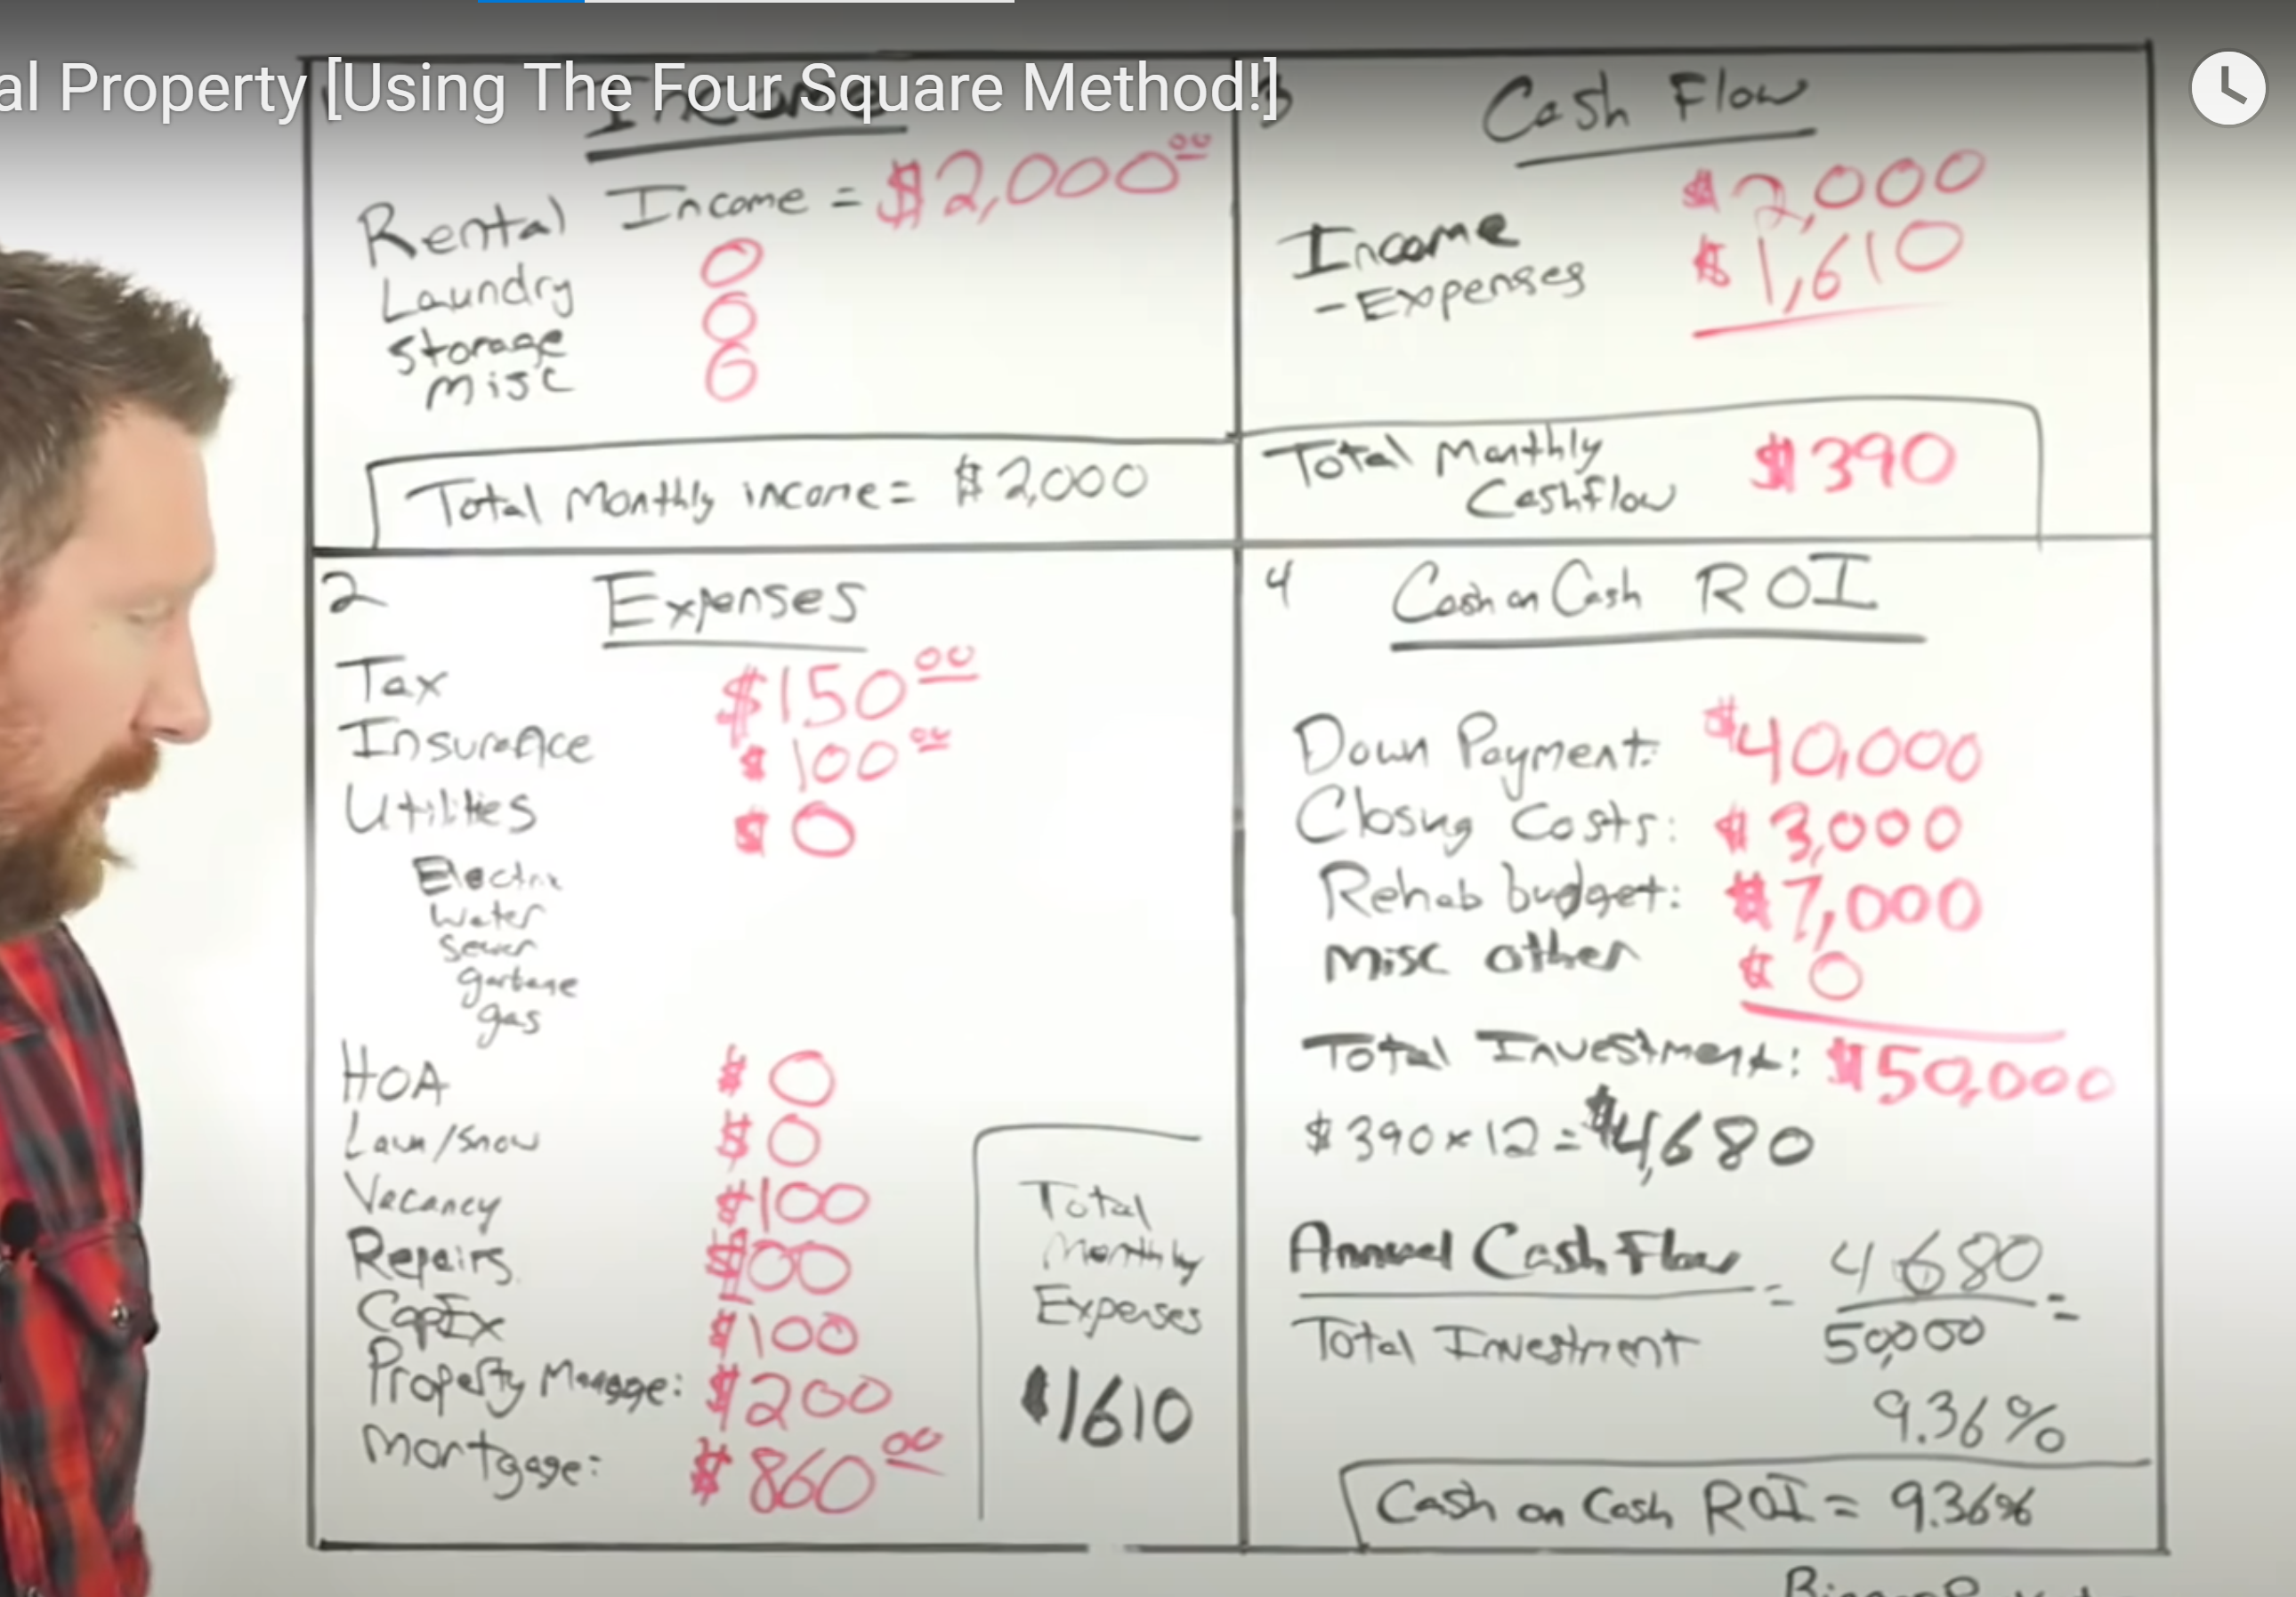 al Property [Using The Four Square Method!]
Income
Rental Income = $2,000.00
Laundry 0
Storage 0
misc 0
Total Monthly income = $2,000
2 Expenses
Tax $150.00
Insurance $100.00
Utilities $0
Electric
Water
Sewer
garbage
gas
HOA $0
Lawn/Snow $0
Vacancy $100
Repairs $100
CapEx $100
Property Manage: $200
Mortgage: $860.00
Total
Monthly
Expenses
$1610
3 Cash Flow
Income $2,000
-Expenses $1,610
Total Monthly
Cashflow $390
4 Cash on Cash ROI
Down Payment: $40,000
Closing Costs: $3,000
Rehab budget: $7,000
misc other $0
Total Investment: $50,000
$390 x 12 = $4,680
Annual Cash Flow = 4680 =
Total Investment 50,000
9.36%
Cash on Cash ROI = 9.36%